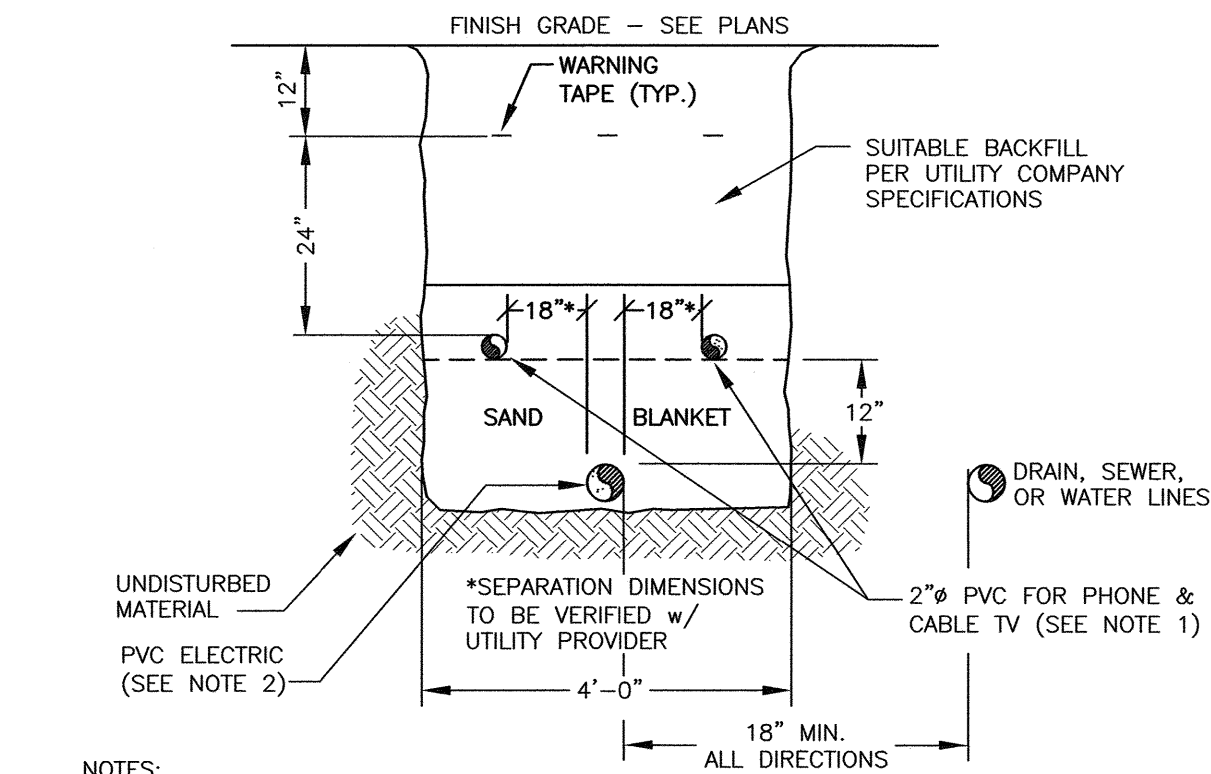 FINISH GRADE – SEE PLANS
12"
WARNING
TAPE (TYP.)
SUITABLE BACKFILL
PER UTILITY COMPANY
SPECIFICATIONS
24"
18"*
18"*
12"
SAND
BLANKET
DRAIN, SEWER,
OR WATER LINES
UNDISTURBED
MATERIAL
*SEPARATION DIMENSIONS
TO BE VERIFIED w/
UTILITY PROVIDER
2"ø PVC FOR PHONE &
CABLE TV (SEE NOTE 1)
PVC ELECTRIC
(SEE NOTE 2)
4'-0"
18" MIN.
ALL DIRECTIONS
NOTES: